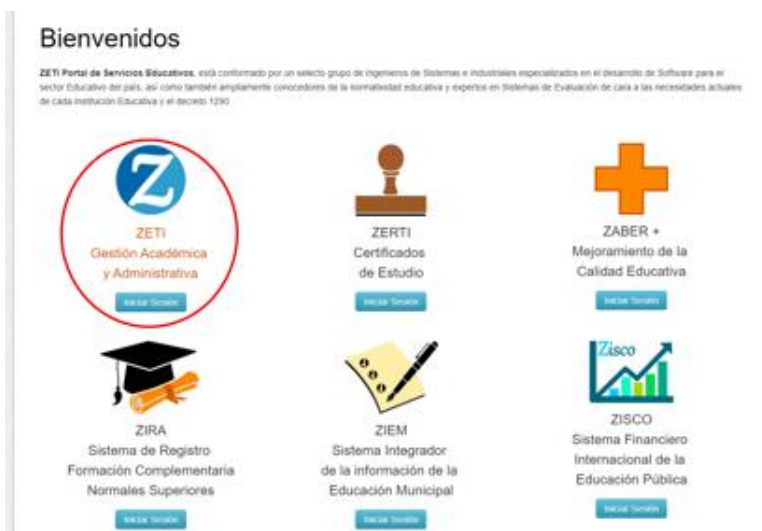 Bienvenidos
ZETI Portal de Servicios Educativos, está conformado por un selecto grupo de Ingenieros de Sistemas e Industriales especializados en el desarrollo de Software para el
sector Educativo del país, así como también ampliamente conocedores de la normatividad educativa y expertos en Sistemas de Evaluación de cara a las necesidades actuales
de cada Institución Educativa y el decreto 1290.
Z
ZETI
Gestión Académica
y Administrativa
Iniciar Sesión
ZERTI
Certificados
de Estudio
Iniciar Sesión
ZABER +
Mejoramiento de la
Calidad Educativa
Iniciar Sesión
ZIRA
Sistema de Registro
Formación Complementaria
Normales Superiores
Iniciar Sesión
ZIEM
Sistema Integrador
de la información de la
Educación Municipal
Iniciar Sesión
Zisco
ZISCO
Sistema Financiero
Internacional de la
Educación Pública
Iniciar Sesión